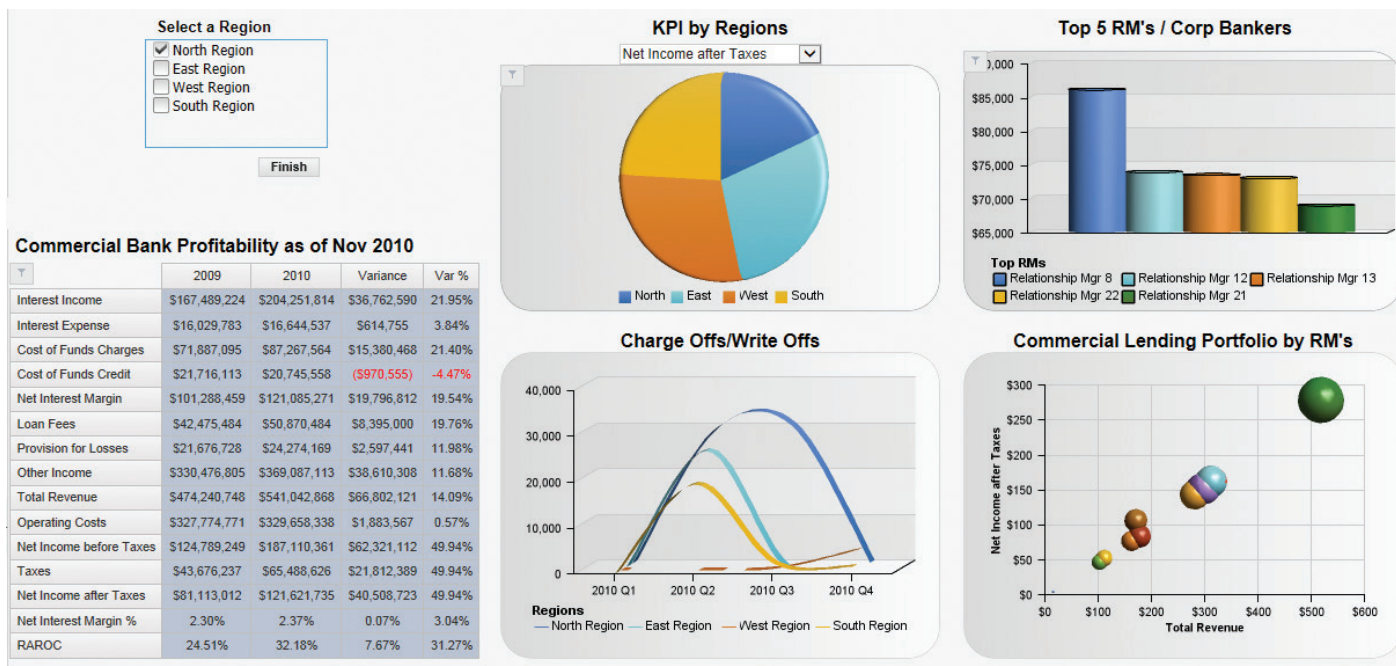 Select a Region
North Region
East Region
West Region
South Region
Finish
Commercial Bank Profitability as of Nov 2010
2009 2010 Variance Var %
Interest Income $167,489,224 $204,251,814 $36,762,590 21.95%
Interest Expense $16,029,783 $16,644,537 $614,755 3.84%
Cost of Funds Charges $71,887,095 $87,267,564 $15,380,468 21.40%
Cost of Funds Credit $21,716,113 $20,745,558 ($970,555) -4.47%
Net Interest Margin $101,288,459 $121,085,271 $19,796,812 19.54%
Loan Fees $42,475,484 $50,870,484 $8,395,000 19.76%
Provision for Losses $21,676,728 $24,274,169 $2,597,441 11.98%
Other Income $330,476,805 $369,087,113 $38,610,308 11.68%
Total Revenue $474,240,748 $541,042,868 $66,802,121 14.09%
Operating Costs $327,774,771 $329,658,338 $1,883,567 0.57%
Net Income before Taxes $124,789,249 $187,110,361 $62,321,112 49.94%
Taxes $43,676,237 $65,488,626 $21,812,389 49.94%
Net Income after Taxes $81,113,012 $121,621,735 $40,508,723 49.94%
Net Interest Margin % 2.30% 2.37% 0.07% 3.04%
RAROC 24.51% 32.18% 7.67% 31.27%
KPI by Regions
Net Income after Taxes
North East West South
Top 5 RM's / Corp Bankers
0,000
$85,000
$80,000
$75,000
$70,000
$65,000
Top RMs
Relationship Mgr 8 Relationship Mgr 12 Relationship Mgr 13
Relationship Mgr 22 Relationship Mgr 21
Charge Offs/Write Offs
40,000
30,000
20,000
10,000
0
2010 Q1 2010 Q2 2010 Q3 2010 Q4
Regions
North Region East Region West Region South Region
Commercial Lending Portfolio by RM's
Net Income after Taxes
$300
$250
$200
$150
$100
$50
$0
$0 $100 $200 $300 $400 $500 $600
Total Revenue